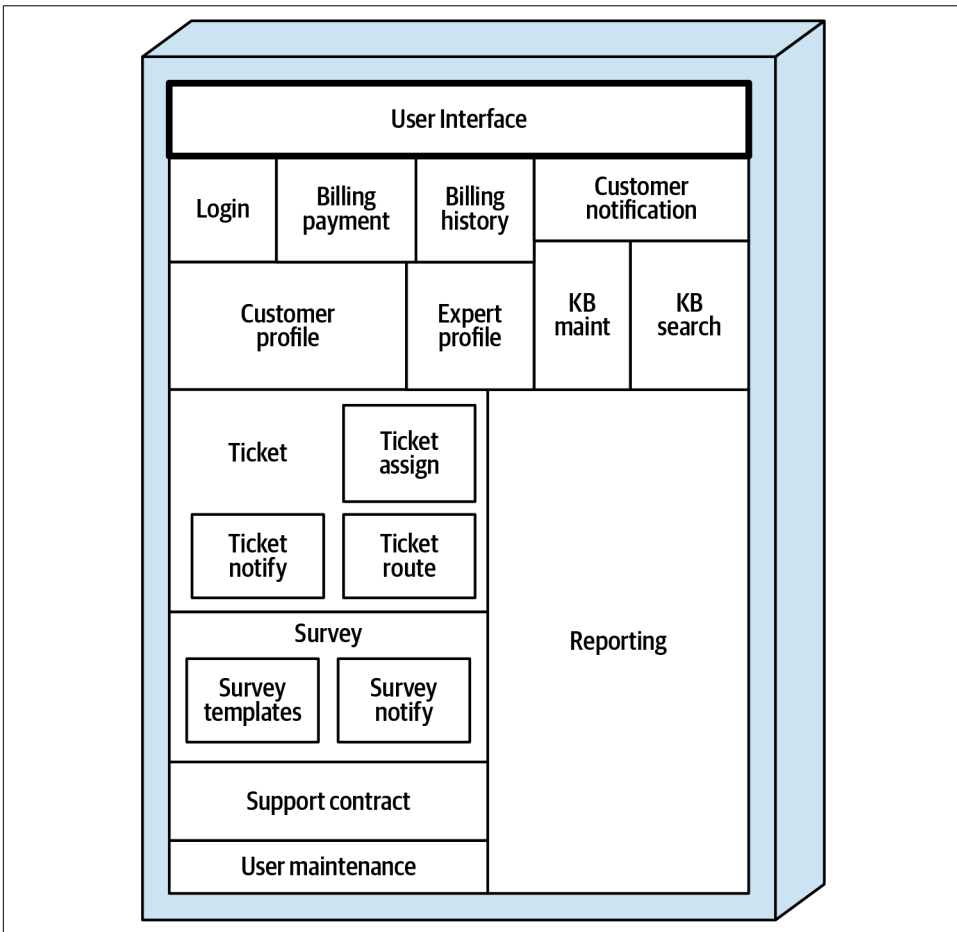 User Interface
Login
Billing
payment
Billing
history
Customer
notification
Customer
profile
Expert
profile
KB
maint
KB
search
Ticket
Ticket
assign
Ticket
notify
Ticket
route
Survey
Survey
templates
Survey
notify
Reporting
Support contract
User maintenance